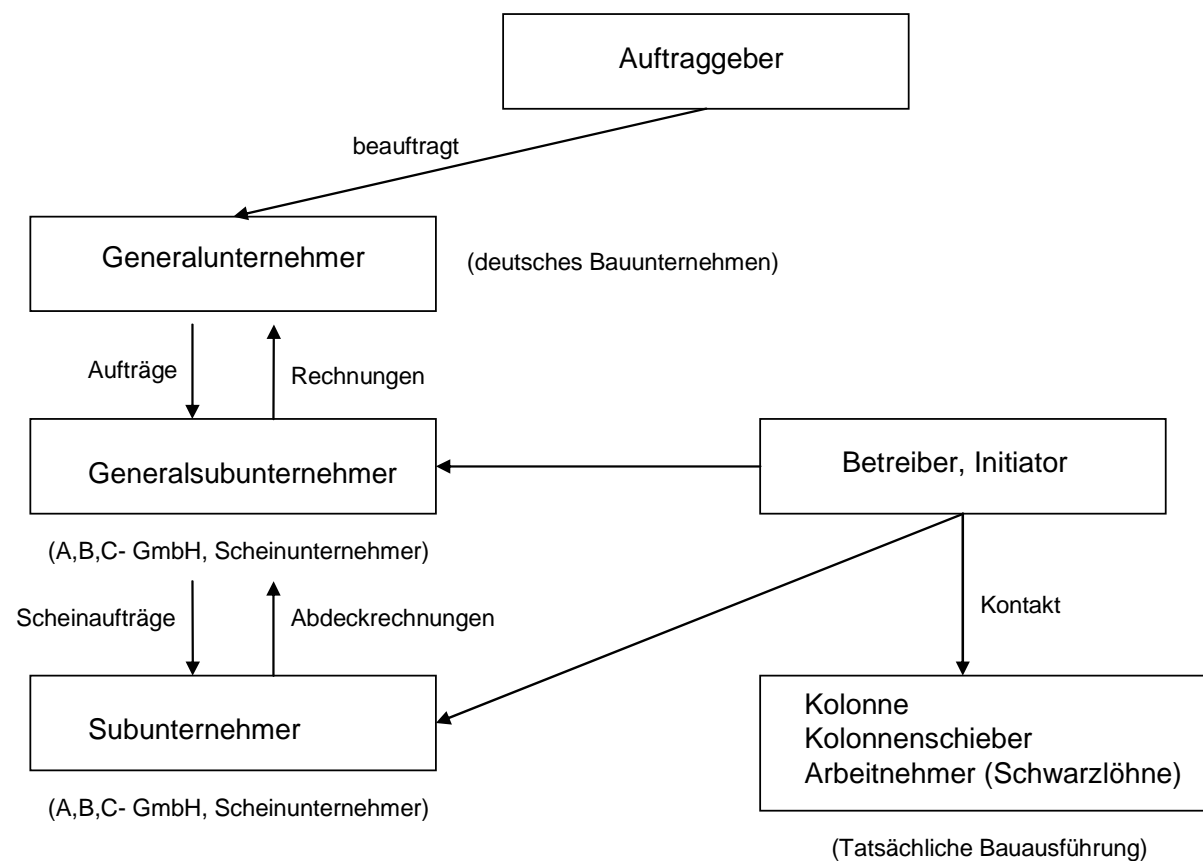 Auftraggeber
beauftragt
Generalunternehmer
(deutsches Bauunternehmen)
Aufträge
Rechnungen
Generalsubunternehmer
Betreiber, Initiator
(A,B,C- GmbH, Scheinunternehmer)
Scheinaufträge
Abdeckrechnungen
Kontakt
Subunternehmer
Kolonne
Kolonnenschieber
Arbeitnehmer (Schwarzlöhne)
(A,B,C- GmbH, Scheinunternehmer)
(Tatsächliche Bauausführung)